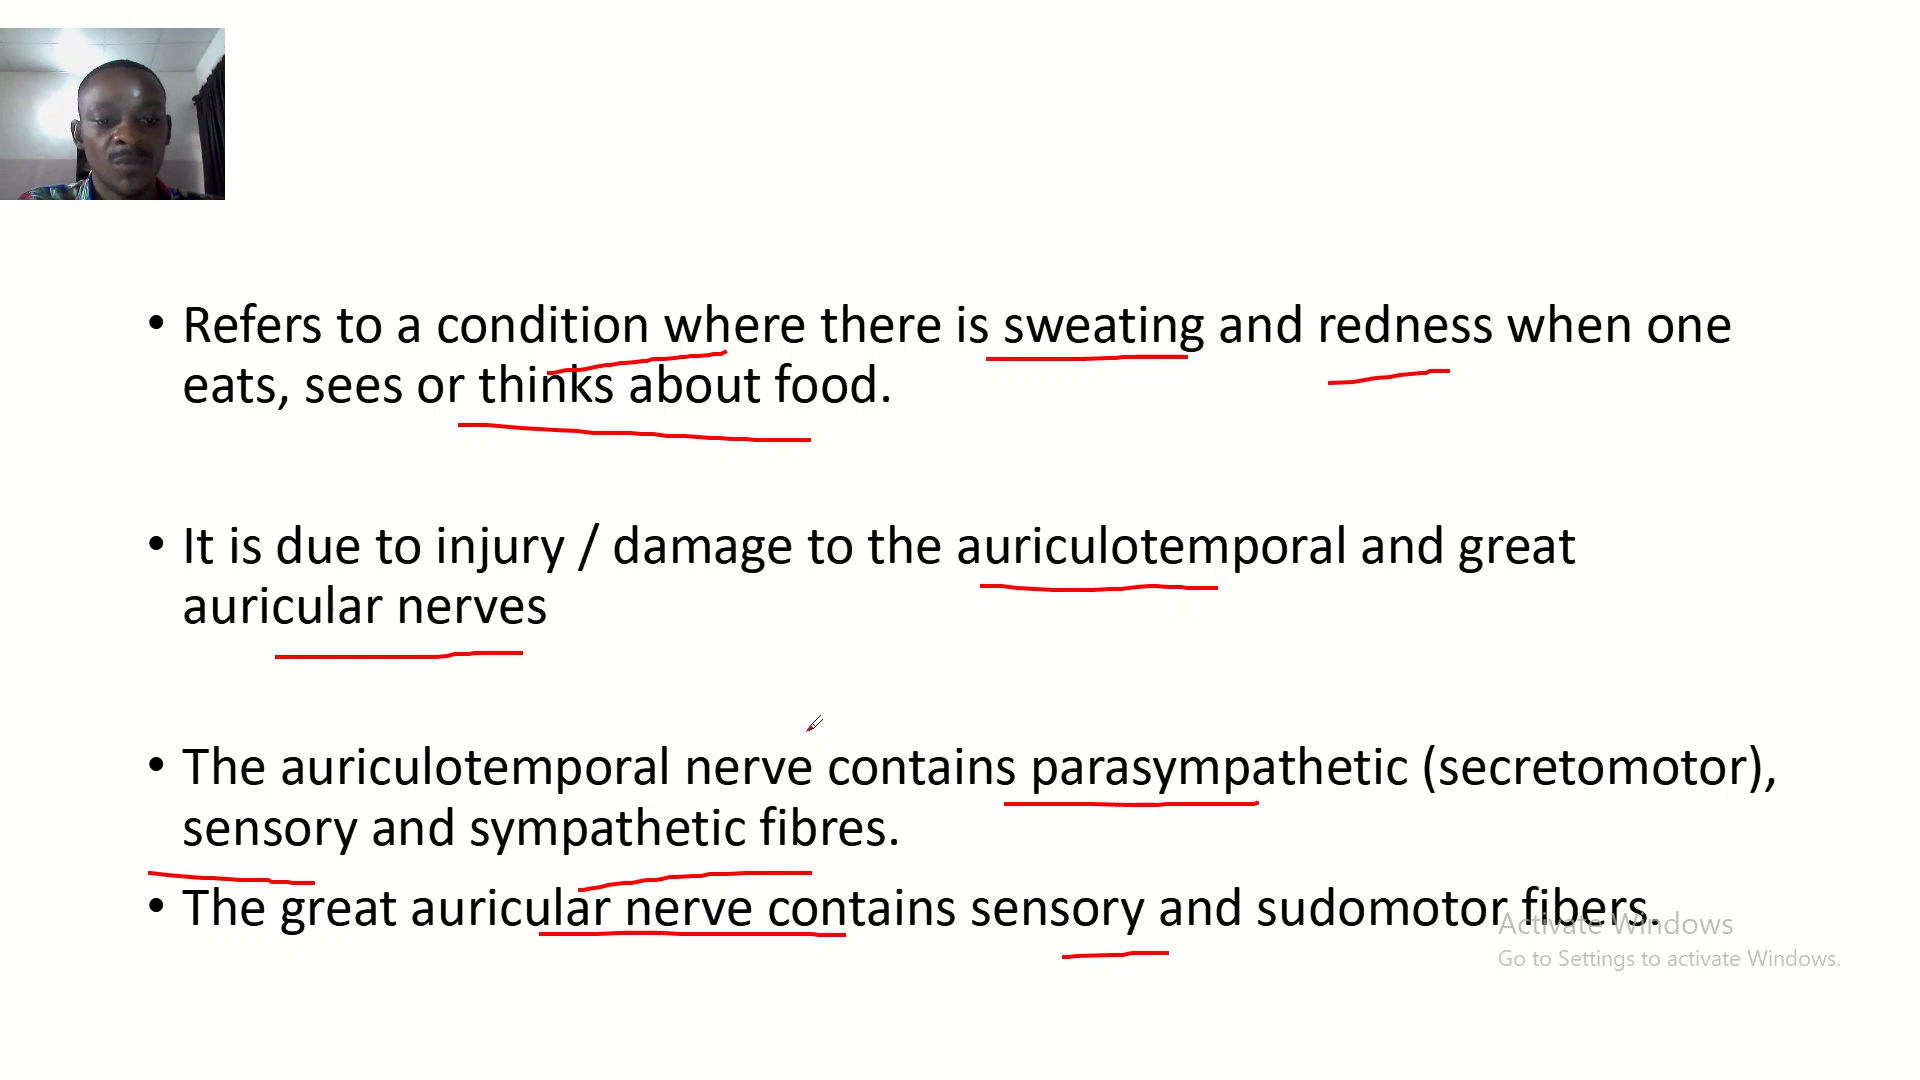 • Refers to a condition where there is sweating and redness when one
eats, sees or thinks about food.
• It is due to injury / damage to the auriculotemporal and great
auricular nerves
• The auriculotemporal nerve contains parasympathetic (secretomotor),
sensory and sympathetic fibres.
• The great auricular nerve contains sensory and sudomotor fibers.
Activate Windows
Go to Settings to activate Windows.